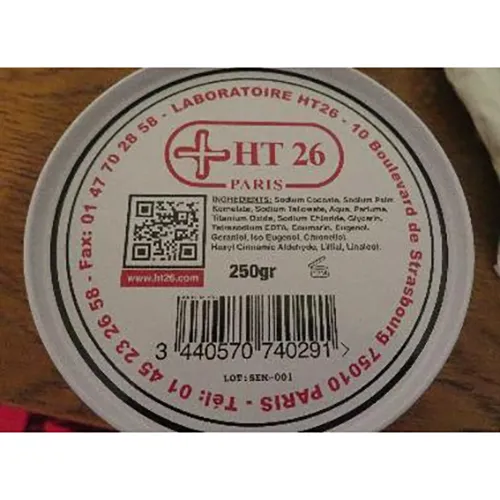 LABORATOIRE HT26 - 10 Boulevard de Strasbourg 75010 PARIS - Tél: 01 45 23 26 58 - Fax: 01 47 70 28 58 -
HT 26
PARIS
INGREDIENTS: Sodium Cocoate, Sodium Palm
Kernelate, Sodium Tallowate, Aqua, Parfums,
Titanium Oxide, Sodium Chloride, Glycerin,
Tetrasodium EDTA, Coumarin, Eugenol,
Geraniol, Iso Eugenol, Citronellol,
Hexyl Cinnamic Aldehyde, Lilial, Linalool.
www.ht26.com
250gr
3 440570 740291 >
LOT:SEN-001